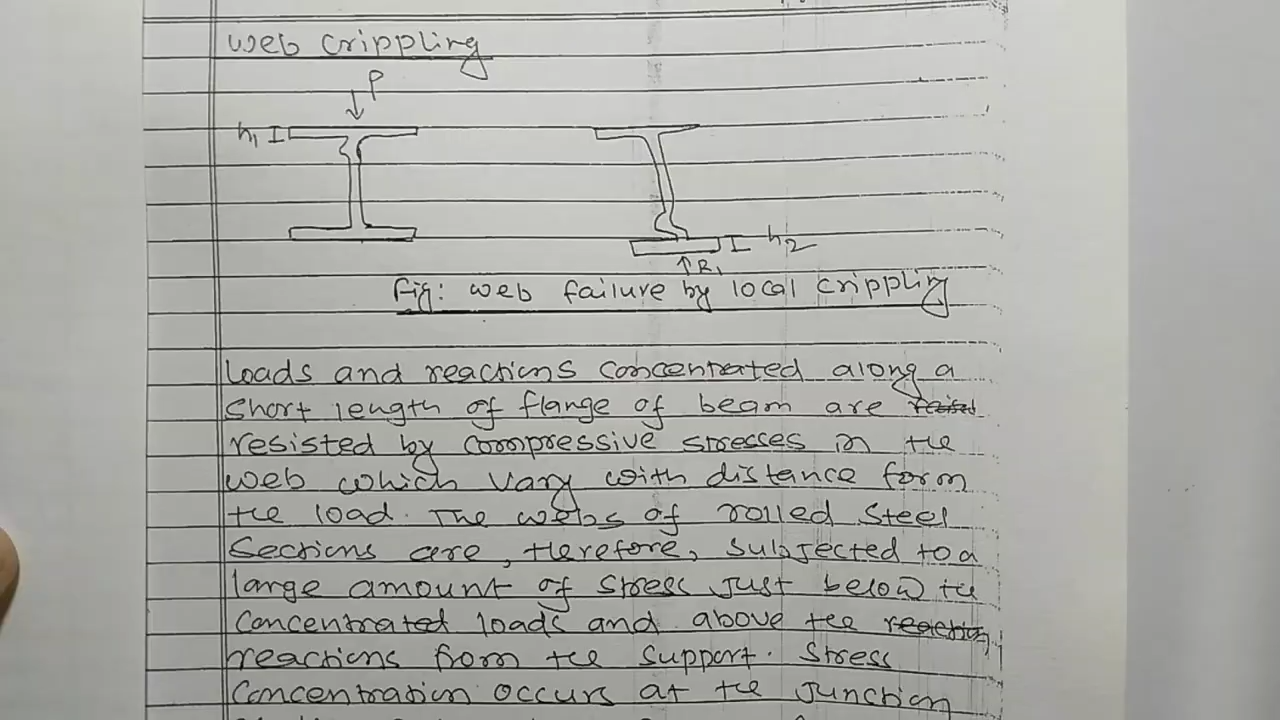 Web crippling
P
h1
h2
R1
Fig: Web failure by local crippling
Loads and reactions concentrated along a
short length of flange of beam are
resisted by compressive stresses in the
web which vary with distance form
the load. The webs of rolled steel
sections are, therefore, subjected to a
large amount of stress just below the
concentrated loads and above the
reactions from the support. Stress
concentration occurs at the junction